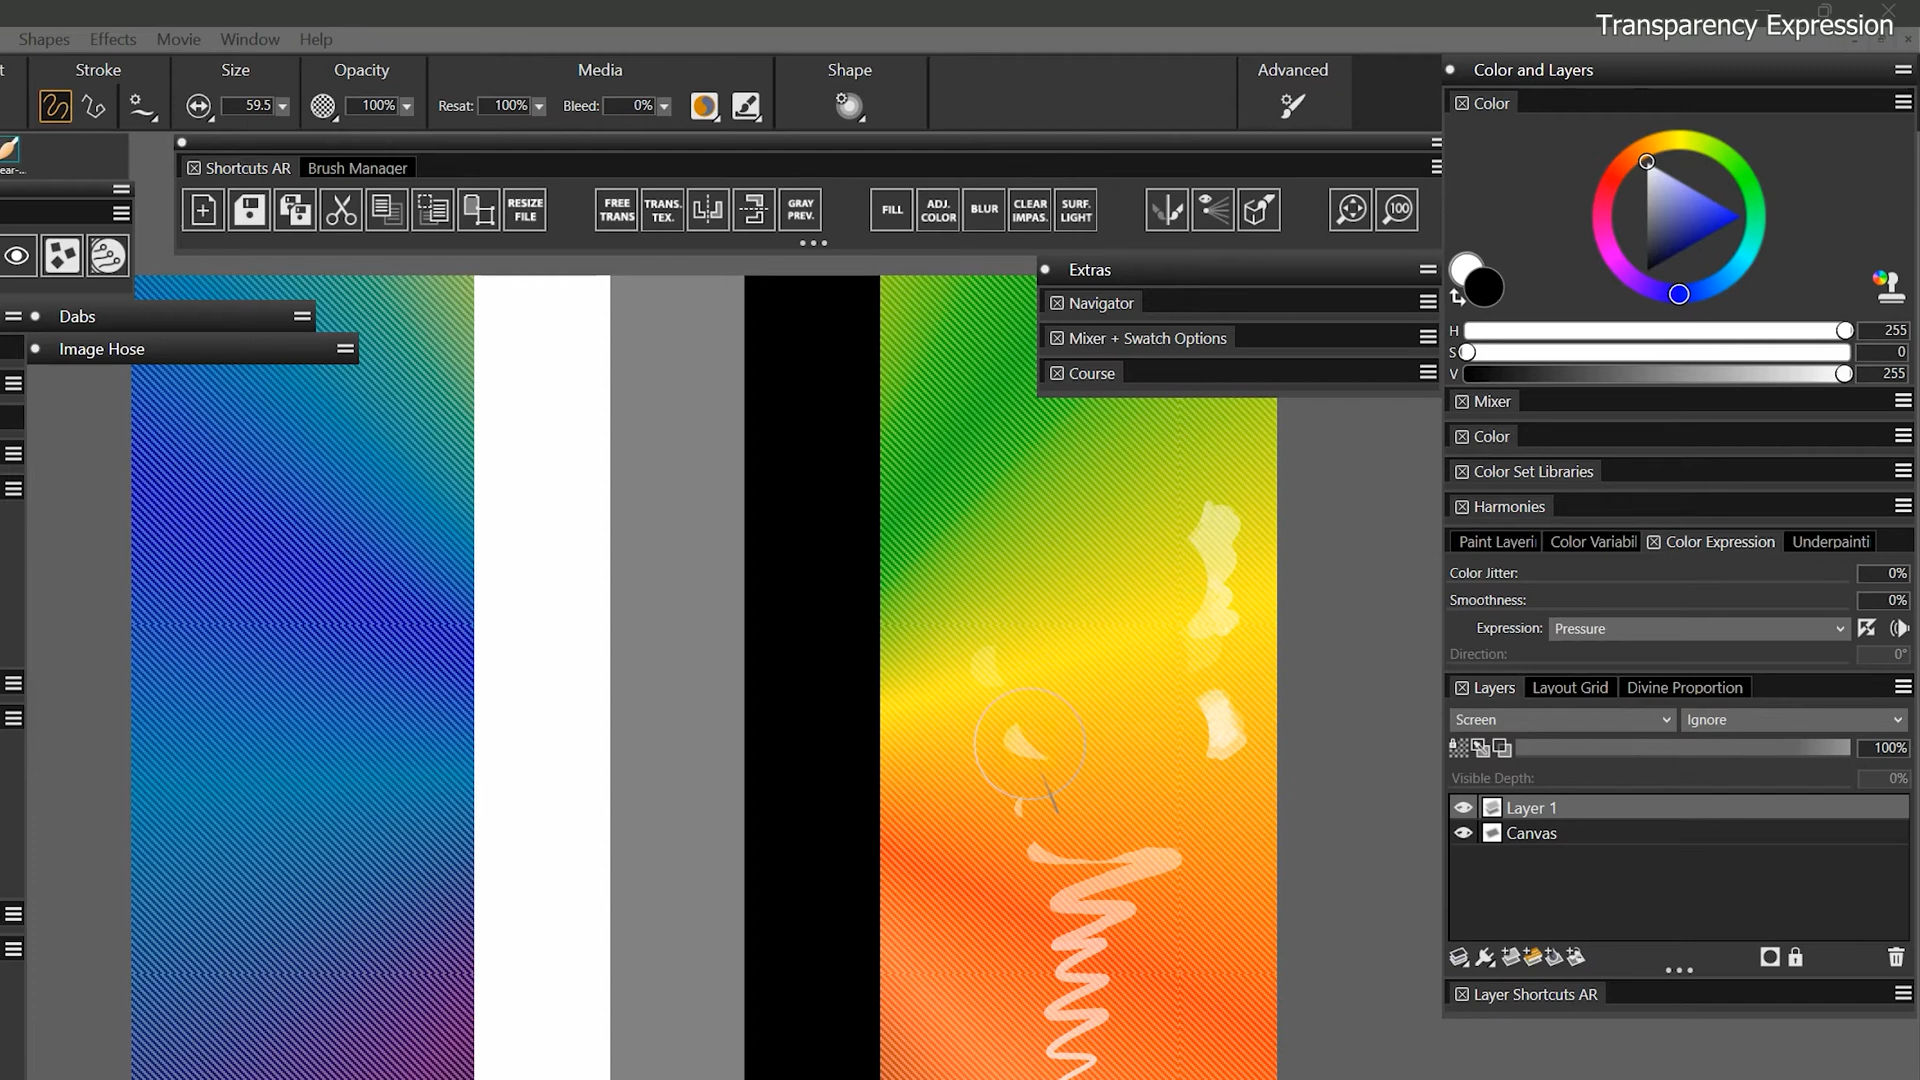 Transparency Expression
Shapes Effects Movie Window Help
t Stroke Size Opacity Media Shape Advanced
59.5 100% Resat: 100% Bleed: 0%
Color and Layers
Color
ear-...
Shortcuts AR Brush Manager
RESIZE FILE FREE TRANS TRANS. TEX. GRAY PREV. FILL ADJ. COLOR BLUR CLEAR IMPAS. SURF. LIGHT 100
Extras
Navigator
Mixer + Swatch Options
Course
Dabs
Image Hose
H 255
S 0
V 255
Mixer
Color
Color Set Libraries
Harmonies
Paint Layeri Color Variabil Color Expression Underpainti
Color Jitter: 0%
Smoothness: 0%
Expression: Pressure
Direction: 0°
Layers Layout Grid Divine Proportion
Screen Ignore
100%
Visible Depth: 0%
Layer 1
Canvas
Layer Shortcuts AR